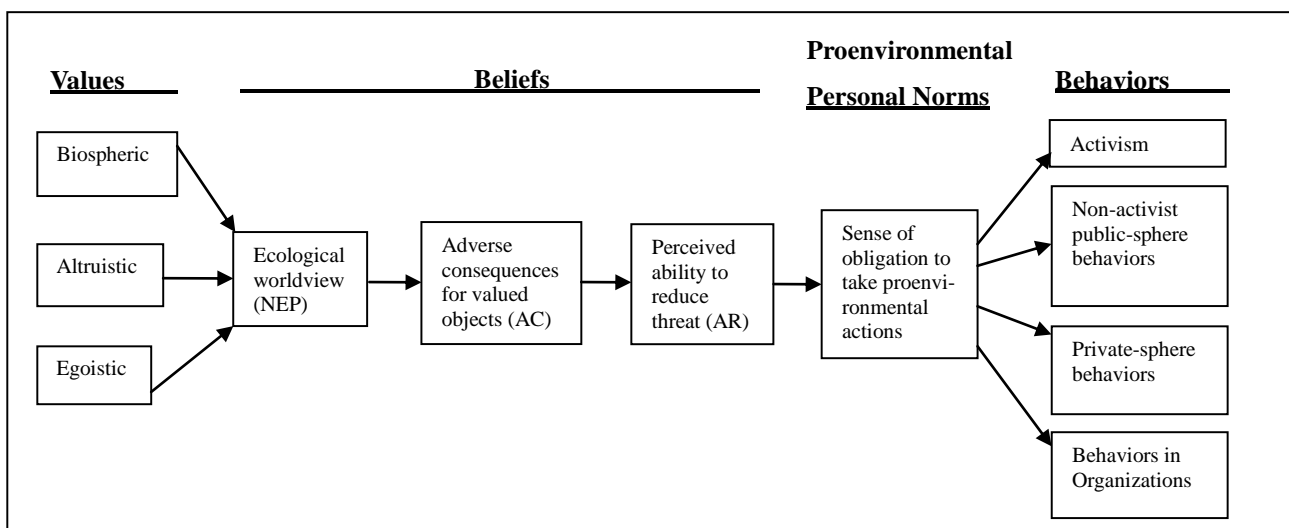 Values
Beliefs
Proenvironmental
Personal Norms
Behaviors
Biospheric
Altruistic
Egoistic
Ecological
worldview
(NEP)
Adverse
consequences
for valued
objects (AC)
Perceived
ability to
reduce
threat (AR)
Sense of
obligation to
take proenvi-
ronmental
actions
Activism
Non-activist
public-sphere
behaviors
Private-sphere
behaviors
Behaviors in
Organizations